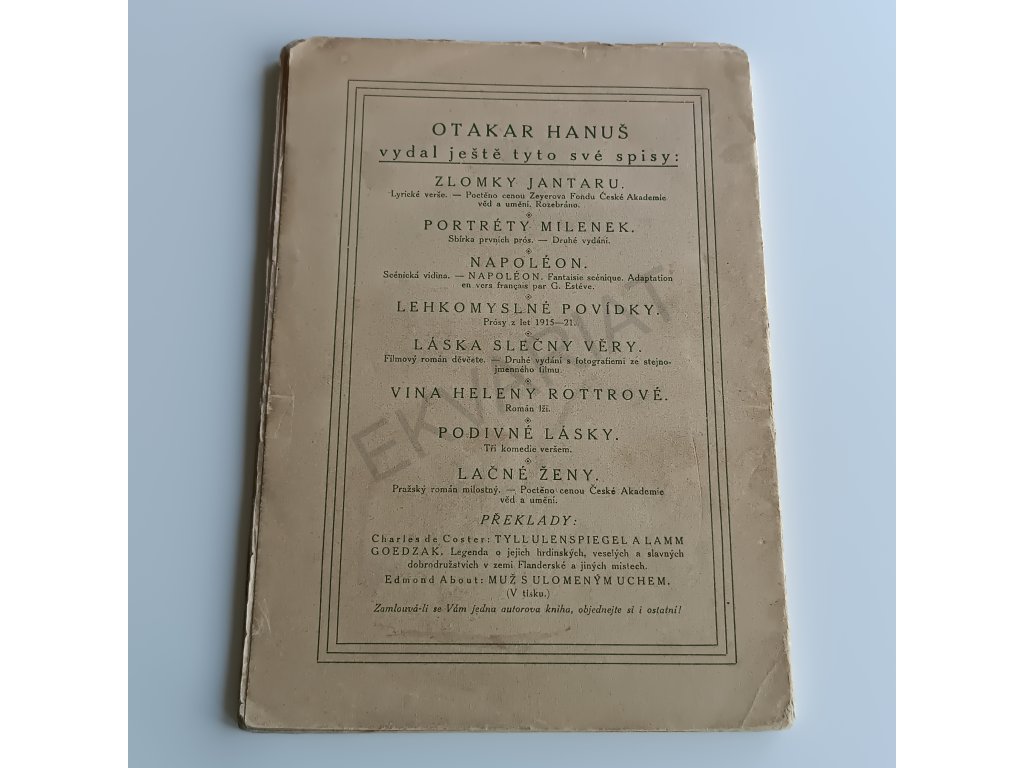 OTAKAR HANUŠ
vydal ještě tyto své spisy:
ZLOMKY JANTARU.
Lyrické verše. — Poctěno cenou Zeyerova Fondu České Akademie
věd a umění. Rozebráno.
PORTRÉTY MILENEK.
Sbírka prvních prós. — Druhé vydání.
NAPOLÉON.
Scénická vidina. — NAPOLÉON. Fantaisie scénique. Adaptation
en vers français par G. Estéve.
LEHKOMYSLNÉ POVÍDKY.
Prósy z let 1915—21.
LÁSKA SLEČNY VĚRY.
Filmový román děvčete. — Druhé vydání s fotografiemi ze stejno-
jmenného filmu.
VINA HELENY ROTTROVÉ.
Román lži.
PODIVNÉ LÁSKY.
Tři komedie veršem.
LAČNÉ ŽENY.
Pražský román milostný. — Poctěno cenou České Akademie
věd a umění.
PŘEKLADY:
Charles de Coster: TYLLULENSPIEGEL A LAMM
GOEDZAK. Legenda o jejich hrdinských, veselých a slavných
dobrodružstvích v zemi Flanderské a jiných místech.
Edmond About: MUŽ S ULOMENÝM UCHEM.
(V tisku.)
Zamlouvá-li se Vám jedna autorova kniha, objednejte si i ostatní!
EKVARIAT